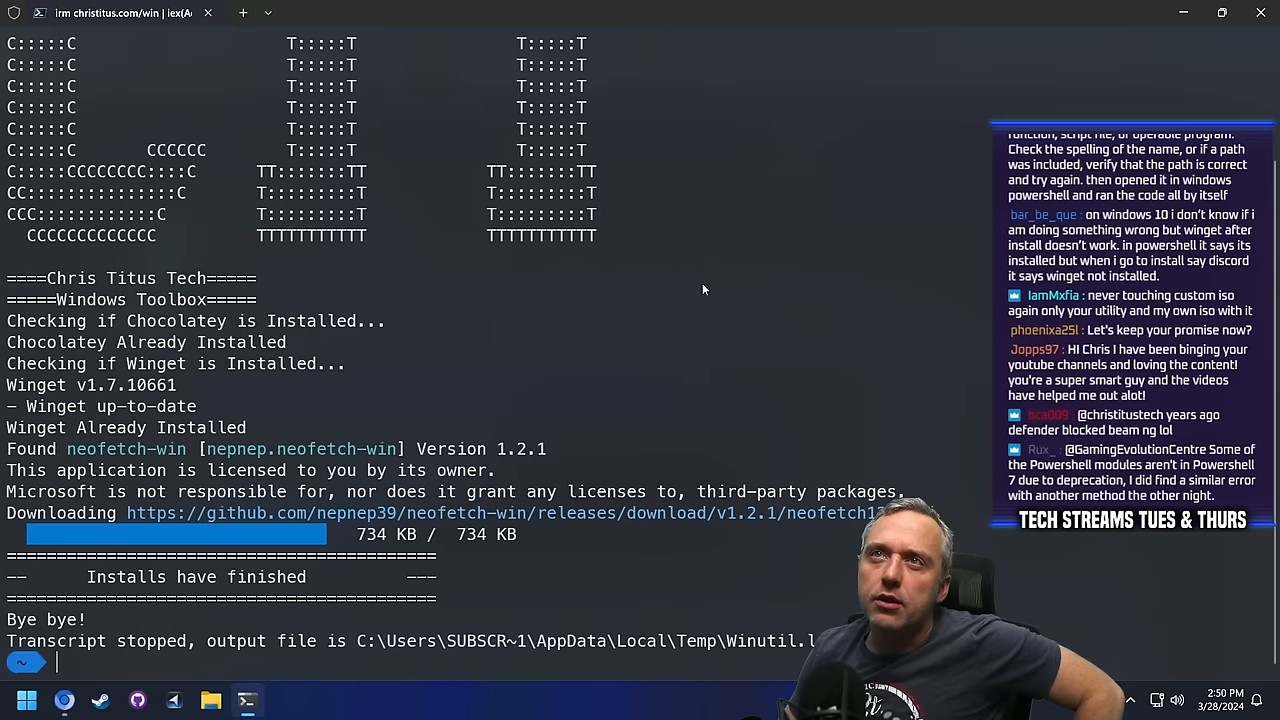 irm christitus.com/win | iex(A
C:::::C T:::::T T:::::T
C:::::C T:::::T T:::::T
C:::::C T:::::T T:::::T
C:::::C T:::::T T:::::T
C:::::C T:::::T T:::::T
C:::::C CCCCCC T:::::T T:::::T
C:::::CCCCCCCC::::C TT:::::::TT TT:::::::TT
CC:::::::::::::::C T:::::::::T T:::::::::T
CCC::::::::::::C T:::::::::T T:::::::::T
CCCCCCCCCCCCC TTTTTTTTTTT TTTTTTTTTTT
====Chris Titus Tech=====
=====Windows Toolbox=====
Checking if Chocolatey is Installed...
Chocolatey Already Installed
Checking if Winget is Installed...
Winget v1.7.10661
- Winget up-to-date
Winget Already Installed
Found neofetch-win [nepnep.neofetch-win] Version 1.2.1
This application is licensed to you by its owner.
Microsoft is not responsible for, nor does it grant any licenses to, third-party packages.
Downloading https://github.com/nepnep39/neofetch-win/releases/download/v1.2.1/neofetch12
734 KB / 734 KB
===========================================
-- Installs have finished ---
===========================================
Bye bye!
Transcript stopped, output file is C:\Users\SUBSCR~1\AppData\Local\Temp\Winutil.l
~
function, script file, or operable program.
Check the spelling of the name, or if a path
was included, verify that the path is correct
and try again. then opened it in windows
powershell and ran the code all by itself
bar_be_que : on windows 10 i don't know if i
am doing something wrong but winget after
install doesn't work. in powershell it says its
installed but when i go to install say discord
it says winget not installed.
IamMxfia : never touching custom iso
again only your utility and my own iso with it
phoenixa25l : Let's keep your promise now?
Jopps97 : HI Chris I have been binging your
youtube channels and loving the content!
you're a super smart guy and the videos
have helped me out alot!
bca009 : @christitustech years ago
defender blocked beam ng lol
Rux_ : @GamingEvolutionCentre Some of
the Powershell modules aren't in Powershell
7 due to deprecation, I did find a similar error
with another method the other night.
TECH STREAMS TUES & THURS
2:50 PM
3/28/2024